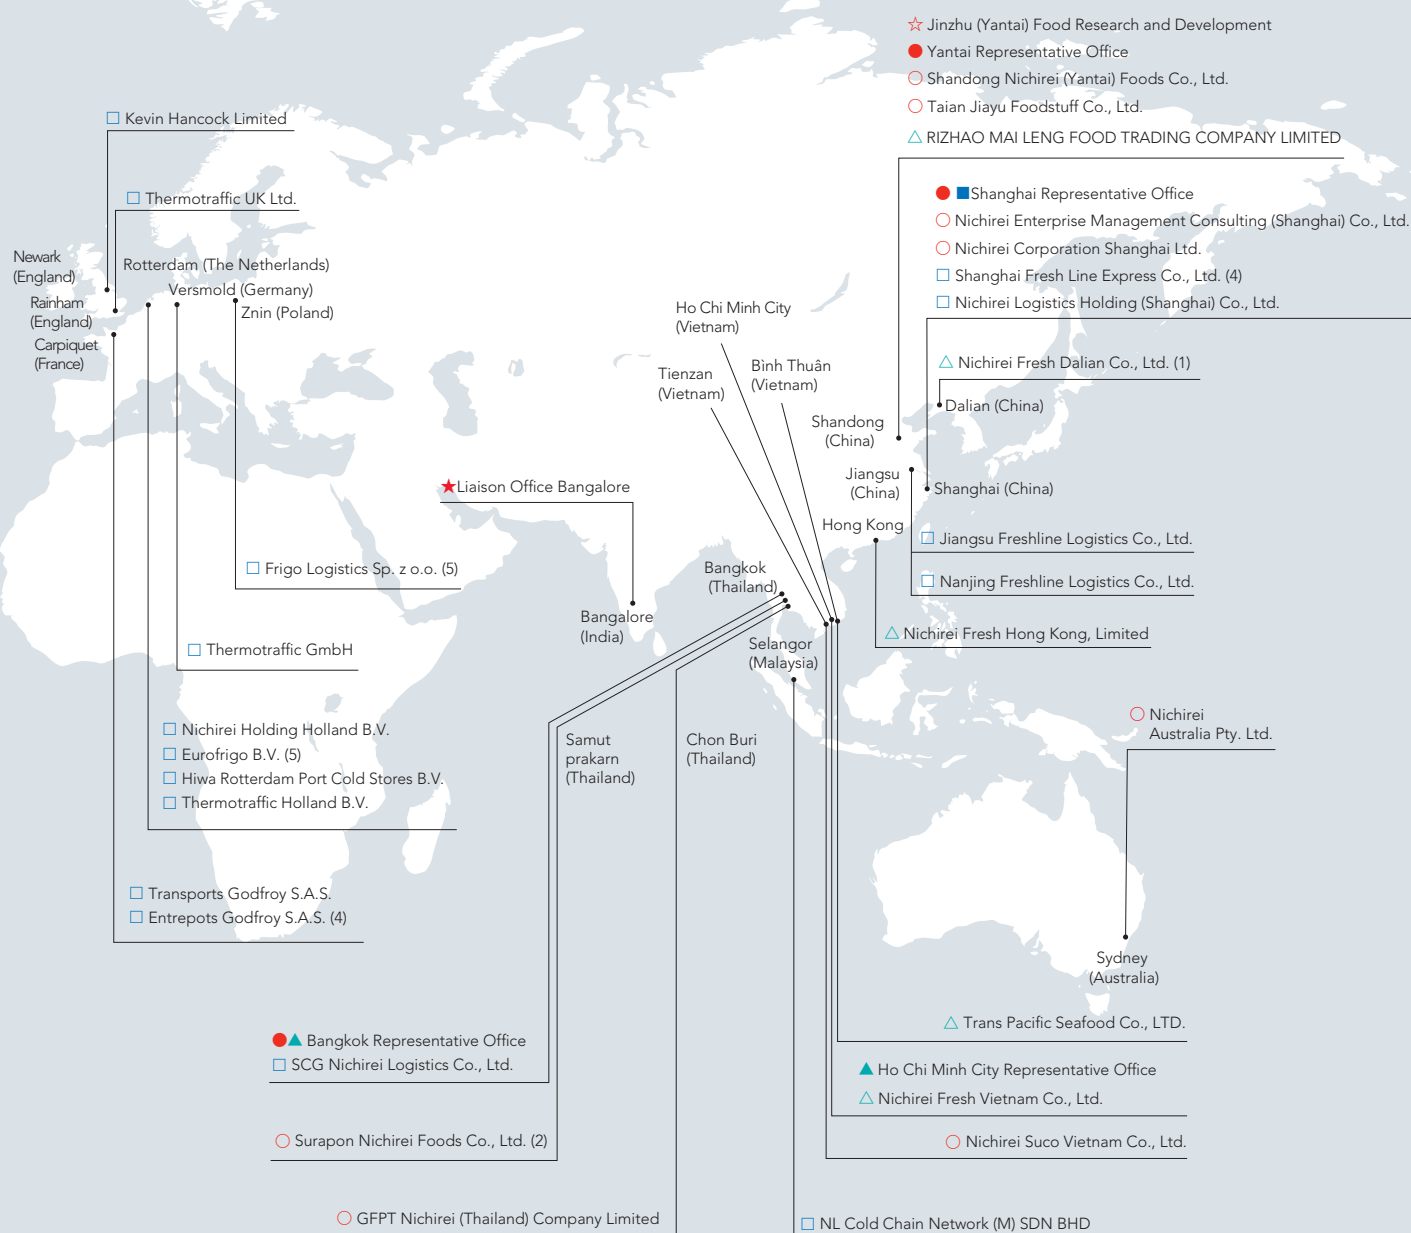 ☆ Jinzhu (Yantai) Food Research and Development
● Yantai Representative Office
○ Shandong Nichirei (Yantai) Foods Co., Ltd.
○ Taian Jiayu Foodstuff Co., Ltd.
△ RIZHAO MAI LENG FOOD TRADING COMPANY LIMITED
□ Kevin Hancock Limited
□ Thermotraffic UK Ltd.
● ■Shanghai Representative Office
○ Nichirei Enterprise Management Consulting (Shanghai) Co., Ltd.
○ Nichirei Corporation Shanghai Ltd.
□ Shanghai Fresh Line Express Co., Ltd. (4)
□ Nichirei Logistics Holding (Shanghai) Co., Ltd.
Newark
(England)
Rainham
(England)
Carpiquet
(France)
Rotterdam (The Netherlands)
Versmold (Germany)
Znin (Poland)
Ho Chi Minh City
(Vietnam)
Tienzan
(Vietnam)
Bình Thuân
(Vietnam)
△ Nichirei Fresh Dalian Co., Ltd. (1)
Dalian (China)
Shandong
(China)
Jiangsu
(China)
Shanghai (China)
Hong Kong
★Liaison Office Bangalore
□ Jiangsu Freshline Logistics Co., Ltd.
□ Nanjing Freshline Logistics Co., Ltd.
□ Frigo Logistics Sp. z o.o. (5)
Bangkok
(Thailand)
Bangalore
(India)
△ Nichirei Fresh Hong Kong, Limited
Selangor
(Malaysia)
□ Thermotraffic GmbH
□ Nichirei Holding Holland B.V.
□ Eurofrigo B.V. (5)
□ Hiwa Rotterdam Port Cold Stores B.V.
□ Thermotraffic Holland B.V.
Samut
prakarn
(Thailand)
Chon Buri
(Thailand)
○ Nichirei
Australia Pty. Ltd.
□ Transports Godfroy S.A.S.
□ Entrepots Godfroy S.A.S. (4)
Sydney
(Australia)
△ Trans Pacific Seafood Co., LTD.
●▲ Bangkok Representative Office
□ SCG Nichirei Logistics Co., Ltd.
▲ Ho Chi Minh City Representative Office
△ Nichirei Fresh Vietnam Co., Ltd.
○ Surapon Nichirei Foods Co., Ltd. (2)
○ Nichirei Suco Vietnam Co., Ltd.
○ GFPT Nichirei (Thailand) Company Limited
□ NL Cold Chain Network (M) SDN BHD